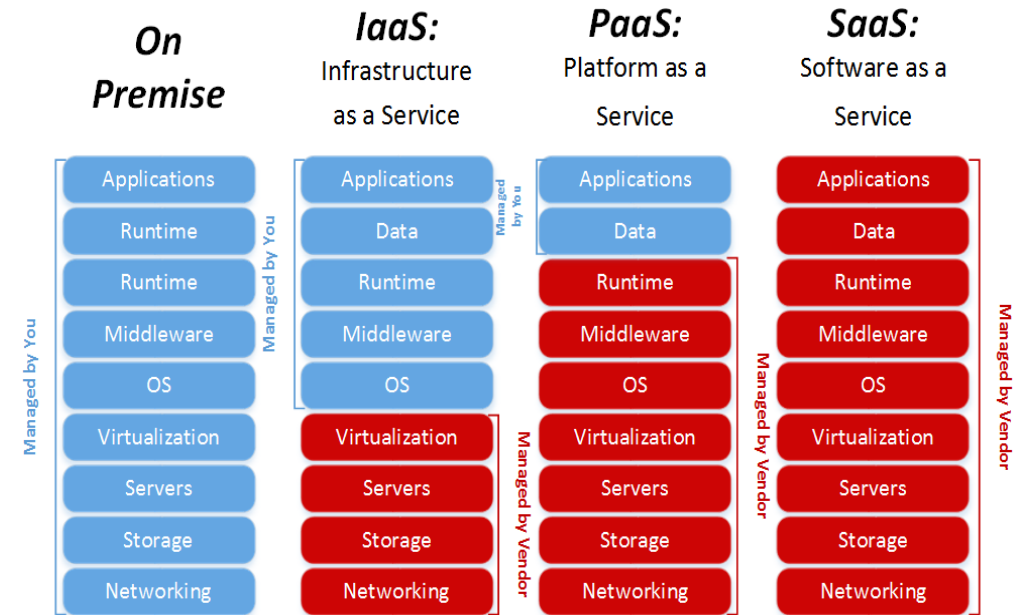 On
Premise
Applications
Runtime
Runtime
Middleware
OS
Virtualization
Servers
Storage
Networking
Managed by You
IaaS:
Infrastructure
as a Service
Applications
Data
Runtime
Middleware
OS
Virtualization
Servers
Storage
Networking
Managed by You
Managed by Vendor
PaaS:
Platform as a
Service
Applications
Data
Runtime
Middleware
OS
Virtualization
Servers
Storage
Networking
Managed
by You
Managed by Vendor
SaaS:
Software as a
Service
Applications
Data
Runtime
Middleware
OS
Virtualization
Servers
Storage
Networking
Managed by Vendor